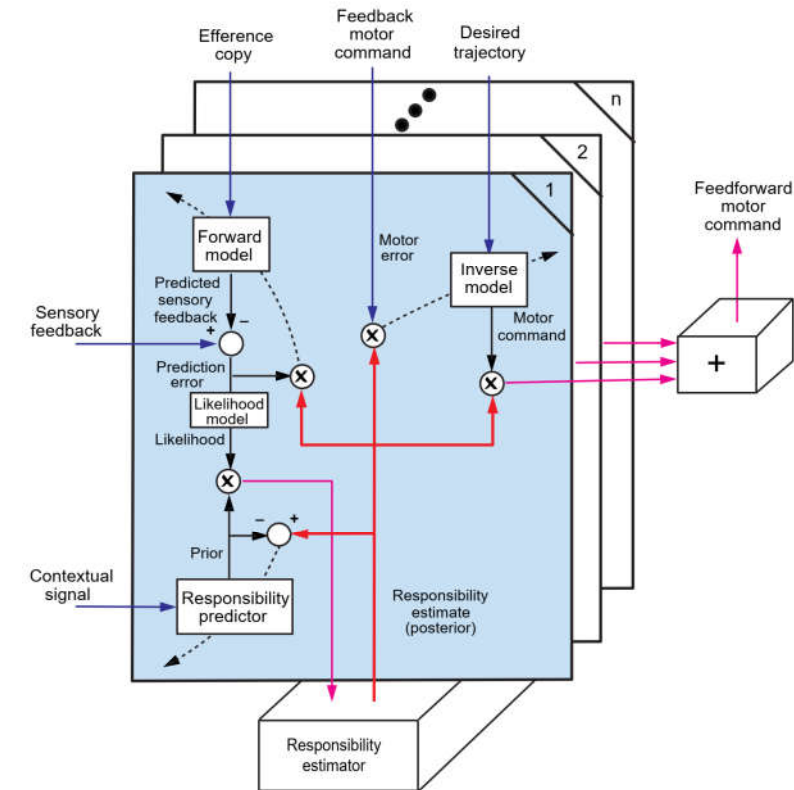 Efference
copy
Feedback
motor
command
Desired
trajectory
n
2
1
Feedforward
motor
command
Forward
model
Motor
error
Inverse
model
Predicted
sensory
feedback
–
+
Sensory
feedback
Motor
command
x
x
x
+
Prediction
error
Likelihood
model
Likelihood
x
–
+
Prior
Contextual
signal
Responsibility
predictor
Responsibility
estimate
(posterior)
Responsibility
estimator